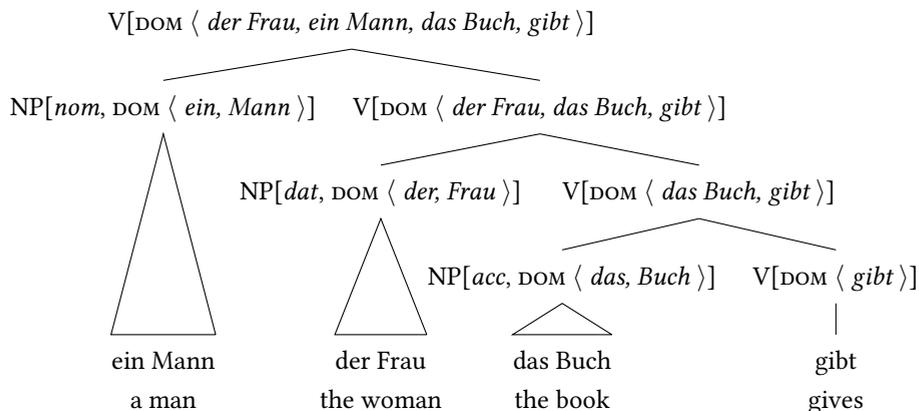 V[DOM ⟨ der Frau, ein Mann, das Buch, gibt ⟩]
NP[nom, DOM ⟨ ein, Mann ⟩] V[DOM ⟨ der Frau, das Buch, gibt ⟩]
NP[dat, DOM ⟨ der, Frau ⟩] V[DOM ⟨ das Buch, gibt ⟩]
NP[acc, DOM ⟨ das, Buch ⟩] V[DOM ⟨ gibt ⟩]
ein Mann der Frau das Buch gibt
a man the woman the book gives